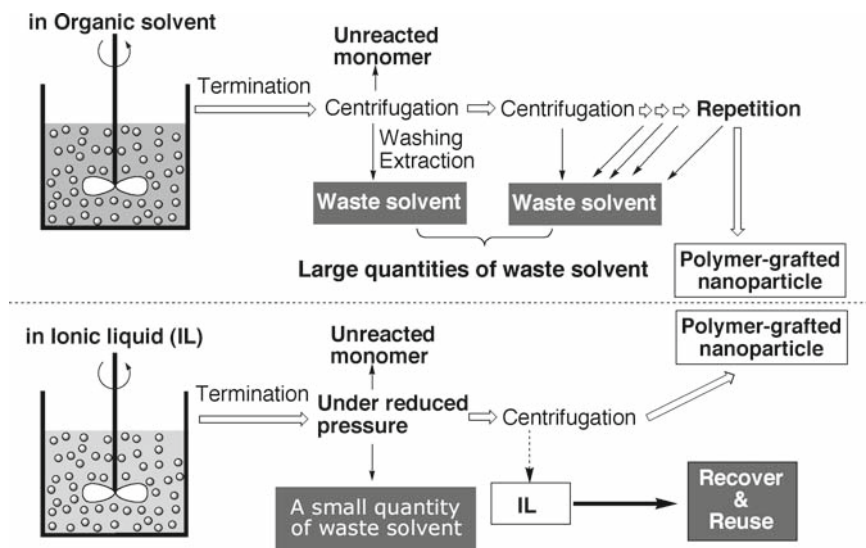 in Organic solvent
Termination
Unreacted
monomer
Centrifugation
Centrifugation
Repetition
Washing
Extraction
Waste solvent
Waste solvent
Large quantities of waste solvent
Polymer-grafted
nanoparticle
in Ionic liquid (IL)
Termination
Unreacted
monomer
Under reduced
pressure
Centrifugation
Polymer-grafted
nanoparticle
A small quantity
of waste solvent
IL
Recover
&
Reuse